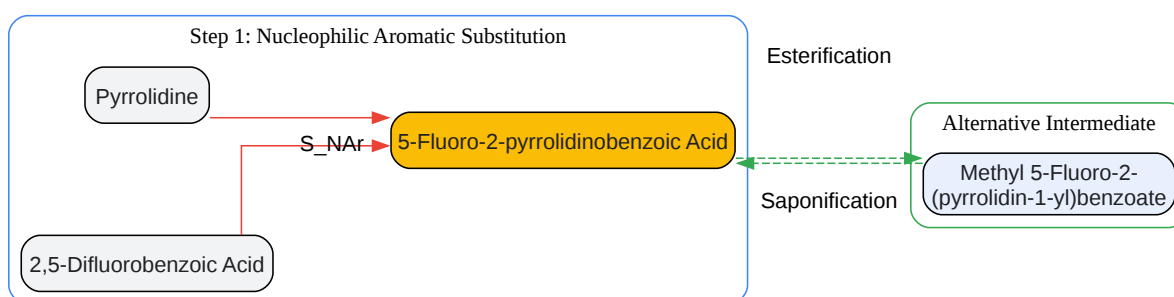 Step 1: Nucleophilic Aromatic Substitution
Pyrrolidine
S_NAr
2,5-Difluorobenzoic Acid
5-Fluoro-2-pyrrolidinobenzoic Acid
Esterification
Saponification
Alternative Intermediate
Methyl 5-Fluoro-2-
(pyrrolidin-1-yl)benzoate